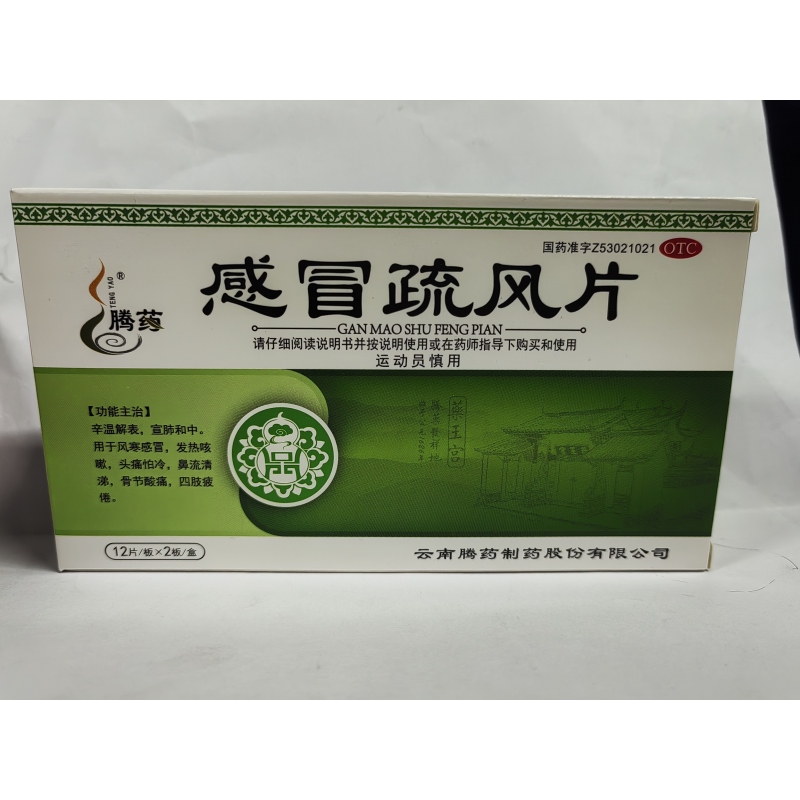 国药准字Z53021021 OTC
TENG YAO
®
腾药
感冒疏风片
GAN MAO SHU FENG PIAN
请仔细阅读说明书并按说明使用或在药师指导下购买和使用
运动员慎用
【功能主治】
辛温解表，宣肺和中。
用于风寒感冒，发热咳
嗽，头痛怕冷，鼻流清
涕，骨节酸痛，四肢疲
倦。
藥王宫
12片/板×2板/盒
云南腾药制药股份有限公司